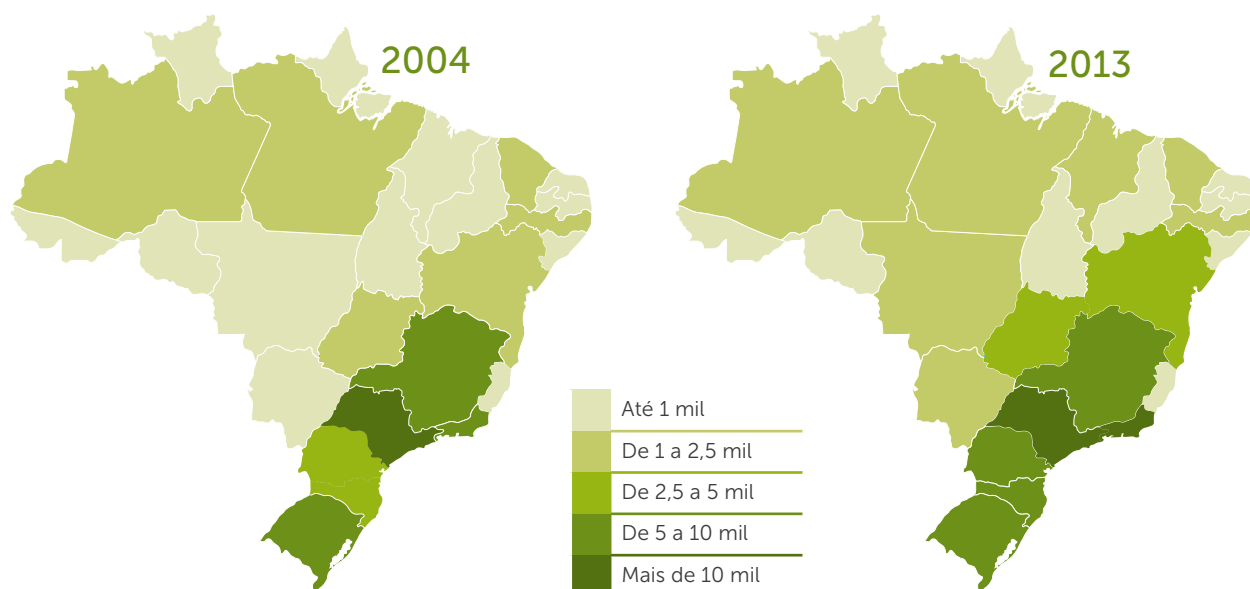 2004
2013
Até 1 mil
De 1 a 2,5 mil
De 2,5 a 5 mil
De 5 a 10 mil
Mais de 10 mil